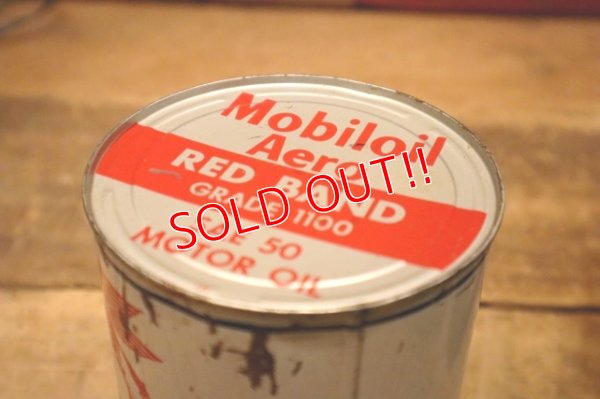 Mobiloil
Aero
RED BAND
GRADE 1100
SAE 50
MOTOR OIL
SOLD OUT!!